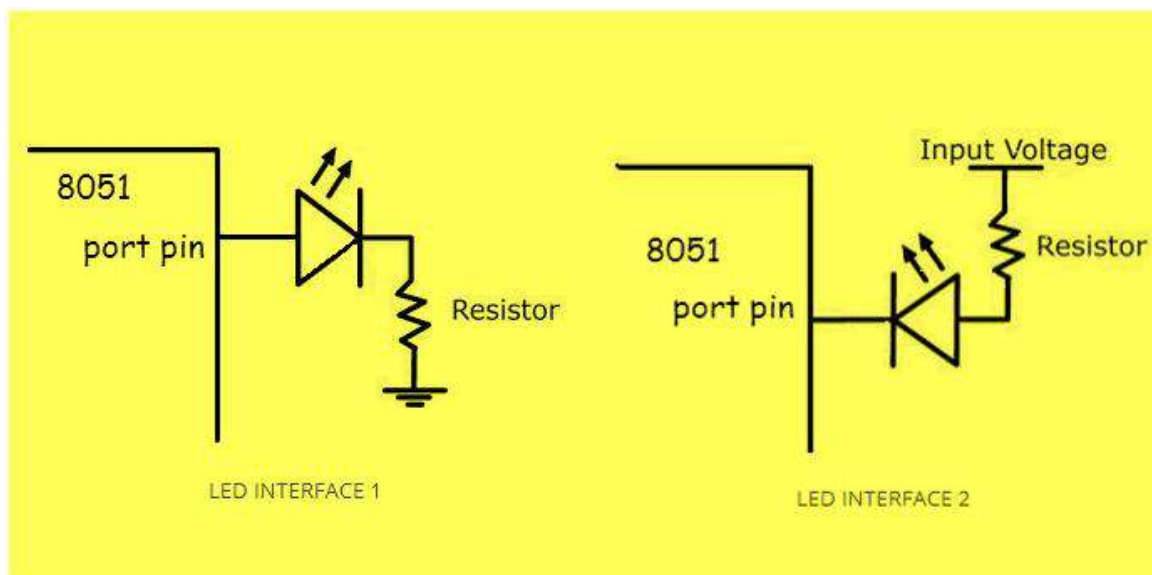 8051
port pin
Resistor
LED INTERFACE 1
Input Voltage
Resistor
8051
port pin
LED INTERFACE 2